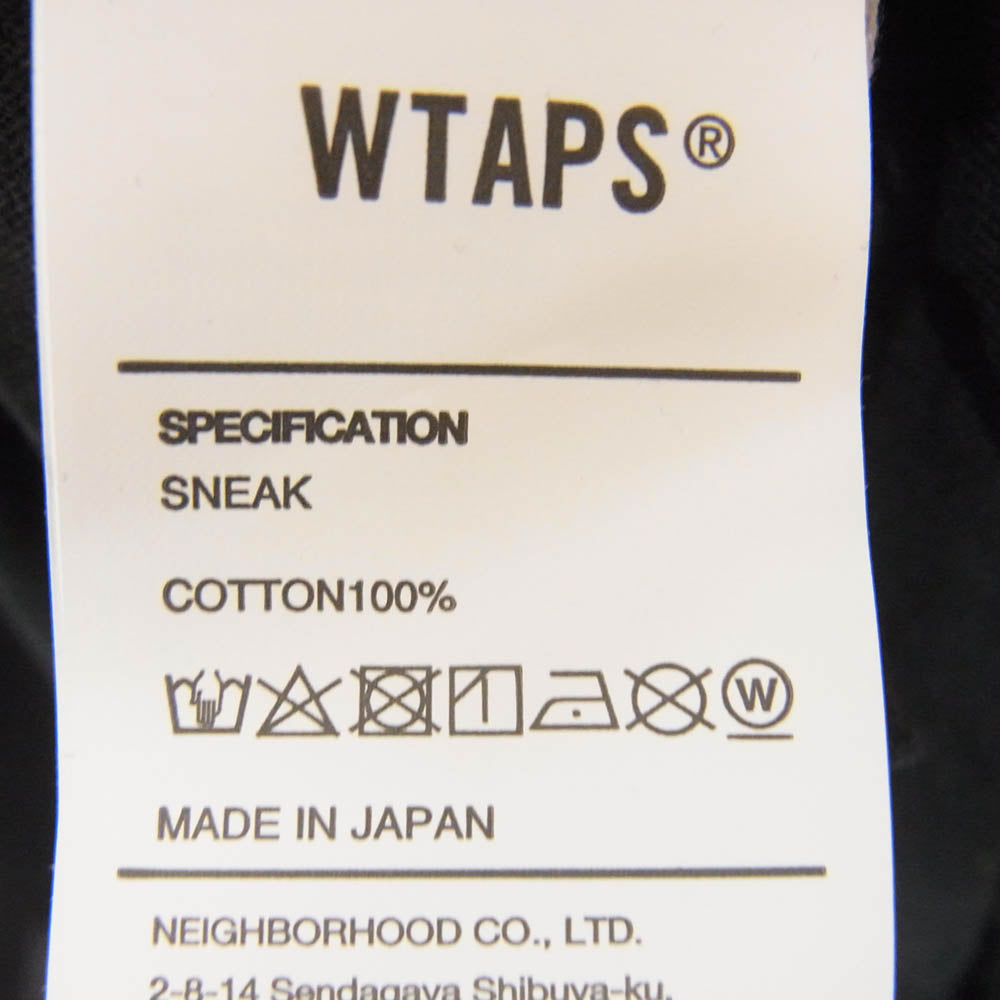 WTAPS®
SPECIFICATION
SNEAK
COTTON100%
W
MADE IN JAPAN
NEIGHBORHOOD CO., LTD.
2-8-14 Sendagaya Shibuya-ku,